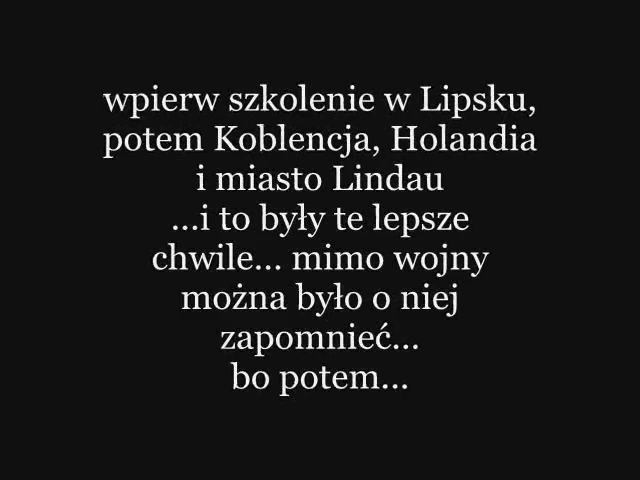 wpierw szkolenie w Lipsku,
potem Koblencja, Holandia
i miasto Lindau
...i to były te lepsze
chwile... mimo wojny
można było o niej
zapomnieć...
bo potem...